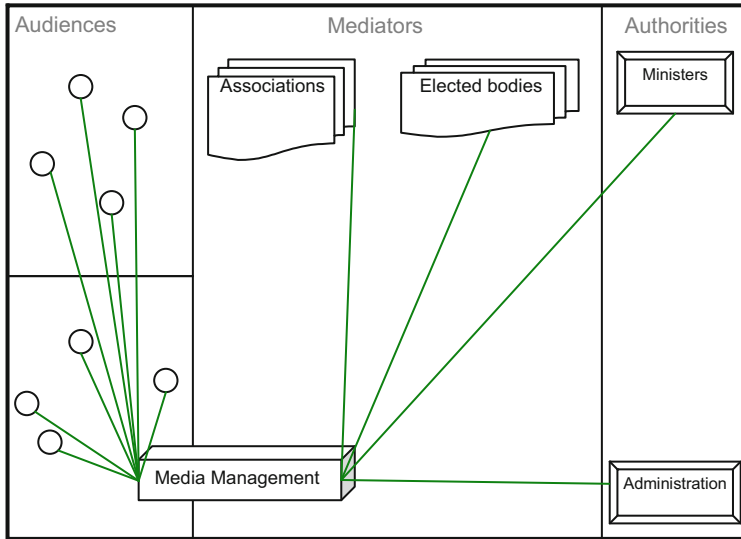 Audiences
Mediators
Authorities
Associations
Elected bodies
Ministers
Media Management
Administration